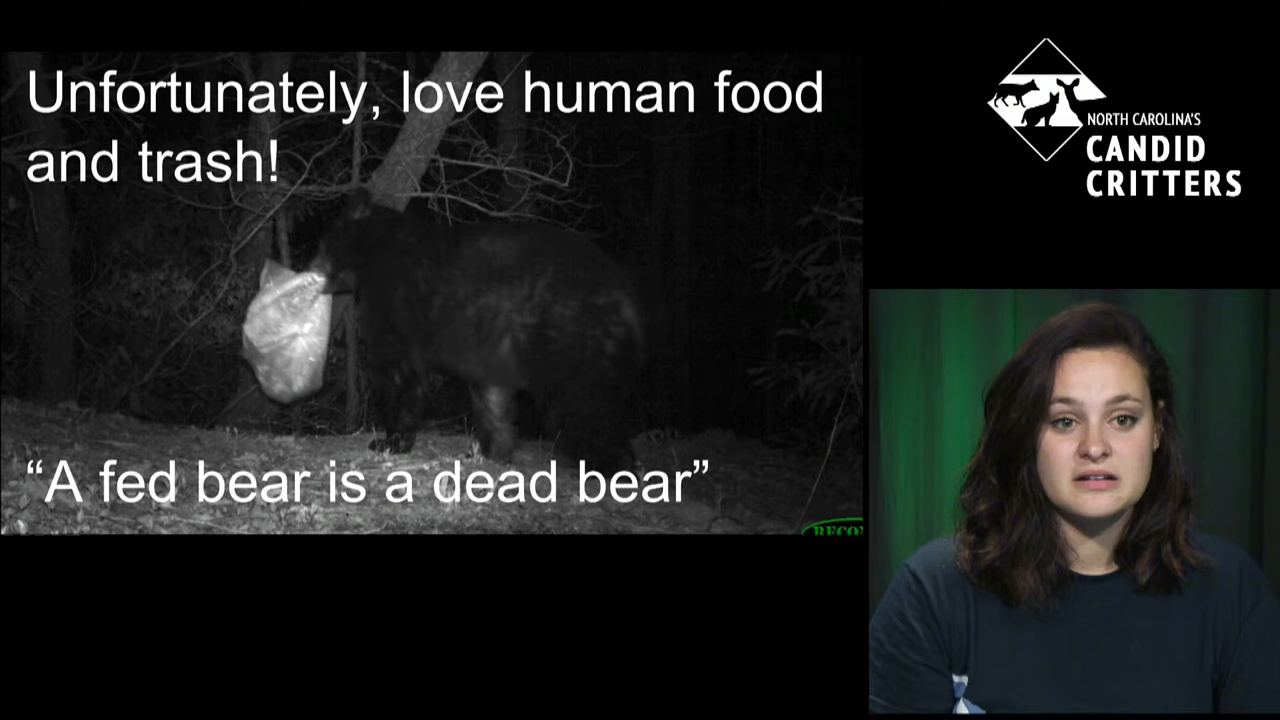 Unfortunately, love human food
and trash!
“A fed bear is a dead bear”
NORTH CAROLINA'S
CANDID
CRITTERS